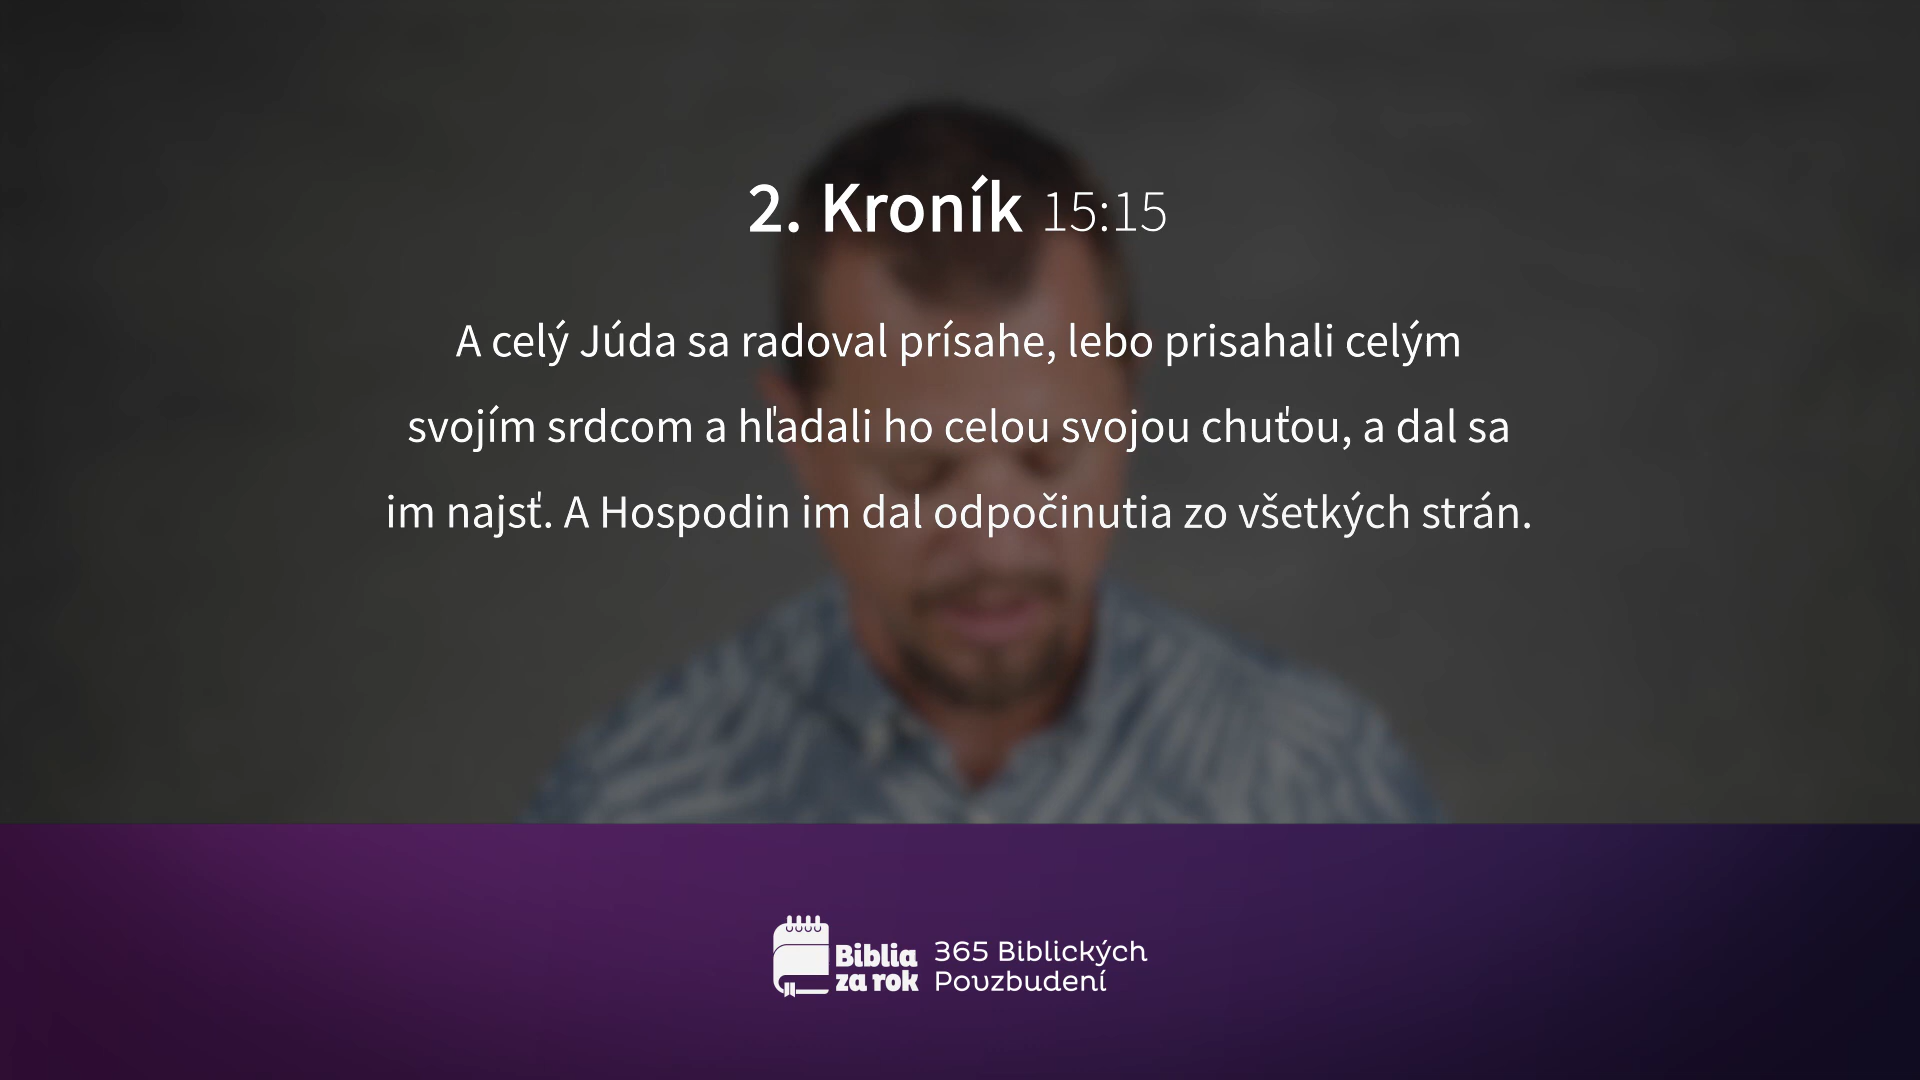 2. Kroník 15:15
A celý Júda sa radoval prísahe, lebo prisahali celým
svojím srdcom a hľadali ho celou svojou chuťou, a dal sa
im najsť. A Hospodin im dal odpočinutia zo všetkých strán.
Biblia
za rok
365 Biblických
Povzbudení